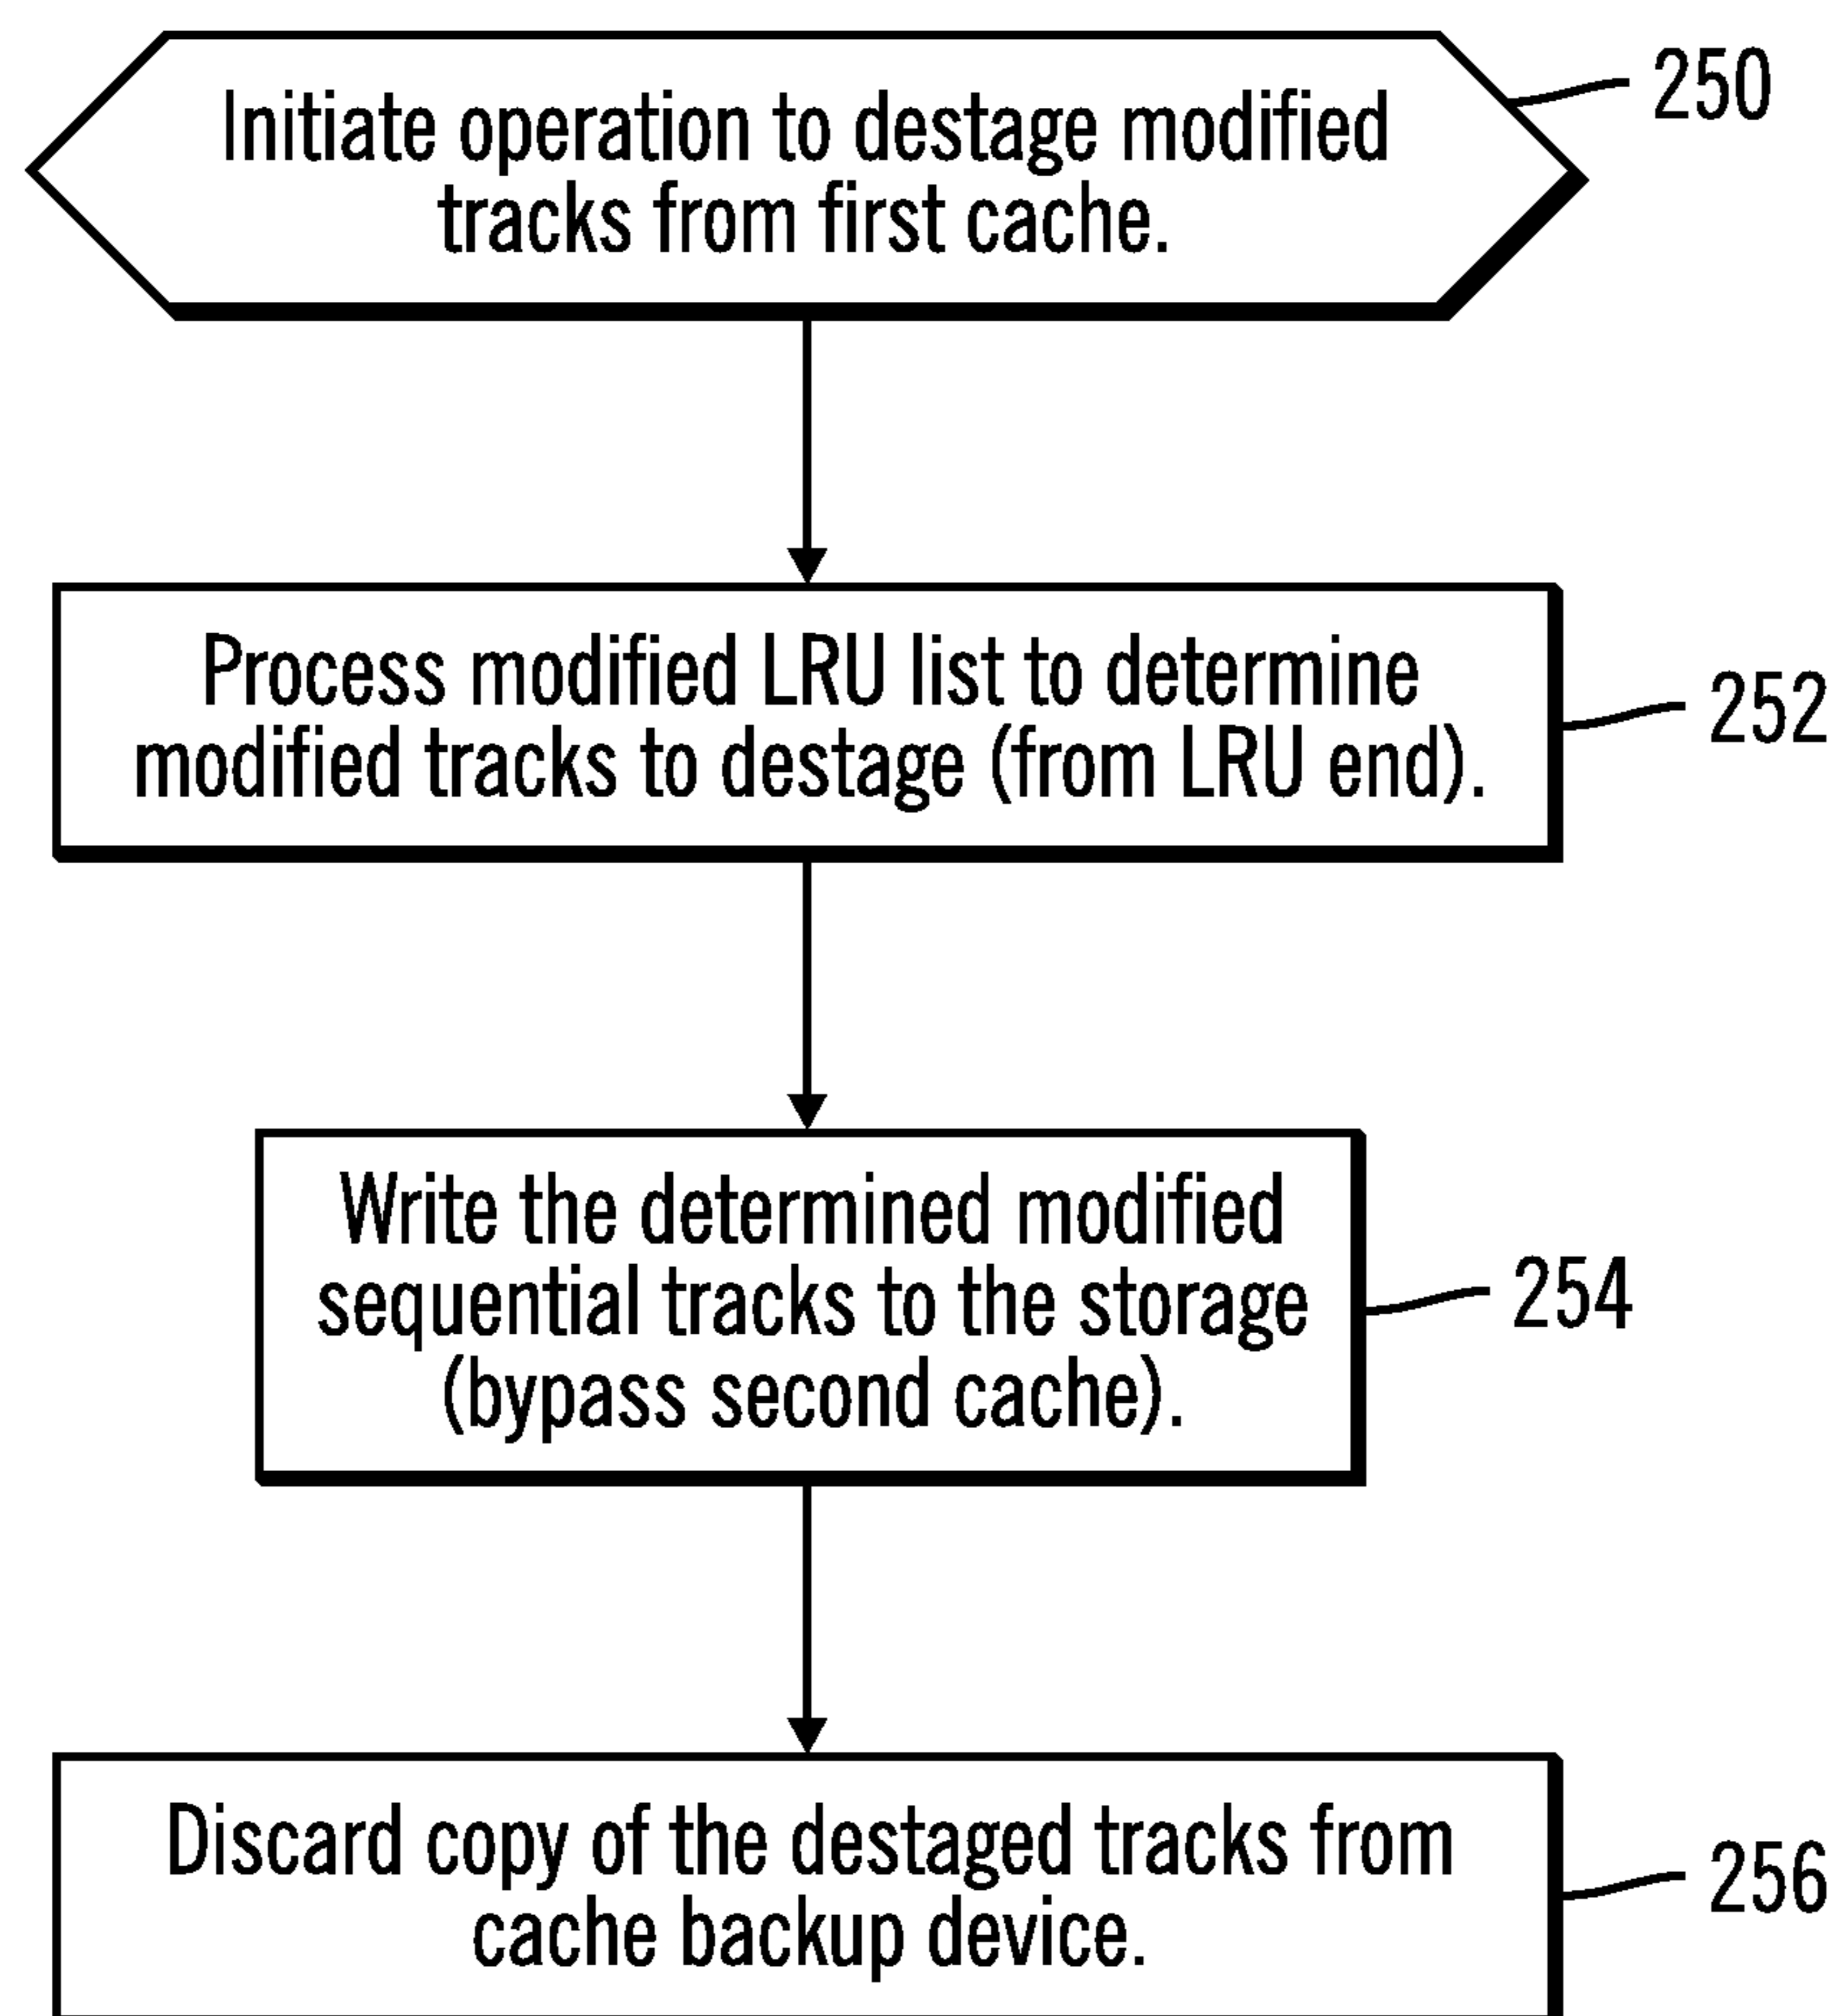 Initiate operation to destage modified
tracks from first cache.
250
Process modified LRU list to determine
modified tracks to destage (from LRU end).
252
Write the determined modified
sequential tracks to the storage
(bypass second cache).
254
Discard copy of the destaged tracks from
cache backup device.
256